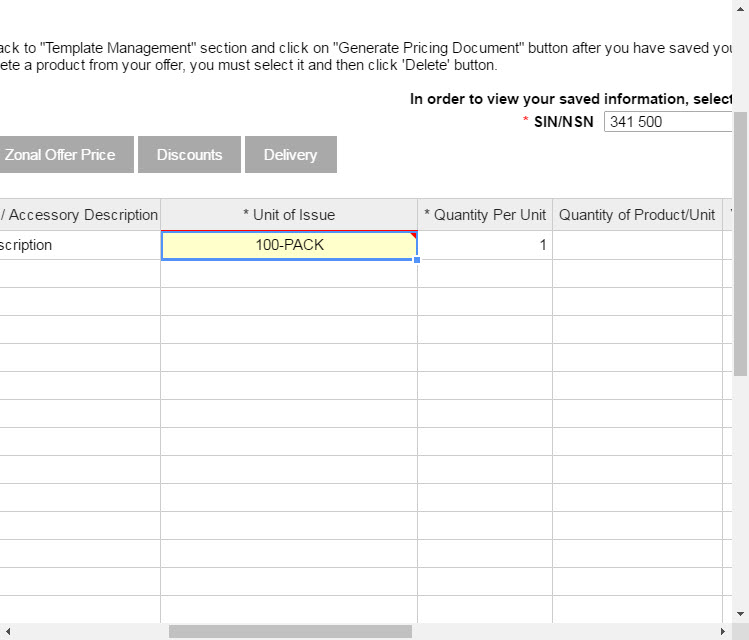 ack to "Template Management" section and click on "Generate Pricing Document" button after you have saved you
ete a product from your offer, you must select it and then click 'Delete' button.
In order to view your saved information, select
* SIN/NSN 341 500
Zonal Offer Price Discounts Delivery
/ Accessory Description * Unit of Issue * Quantity Per Unit Quantity of Product/Unit
scription 100-PACK 1